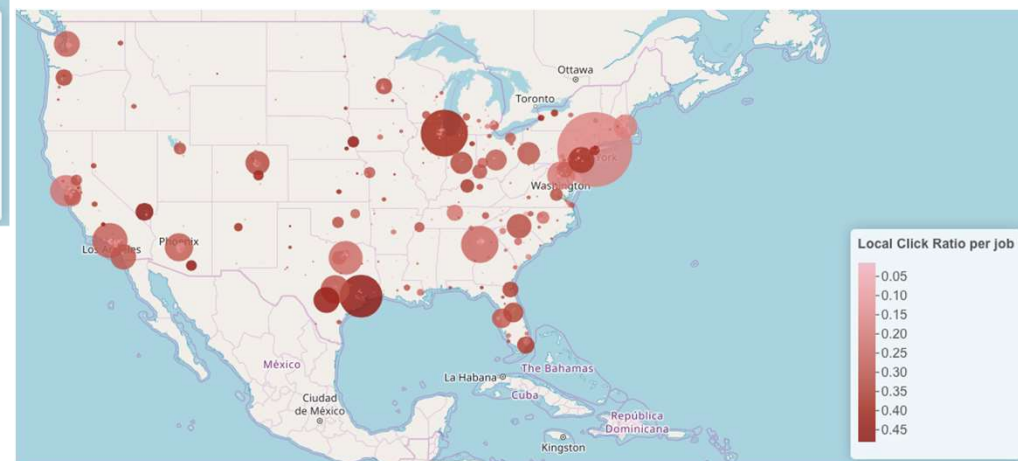 Ottawa
Toronto
ork
Washington
Phoenix
Los Angeles
México
La Habana
The Bahamas
Cuba
Ciudad
de México
República
Dominicana
Kingston
Local Click Ratio per job
0.05
0.10
0.15
0.20
0.25
0.30
0.35
0.40
0.45